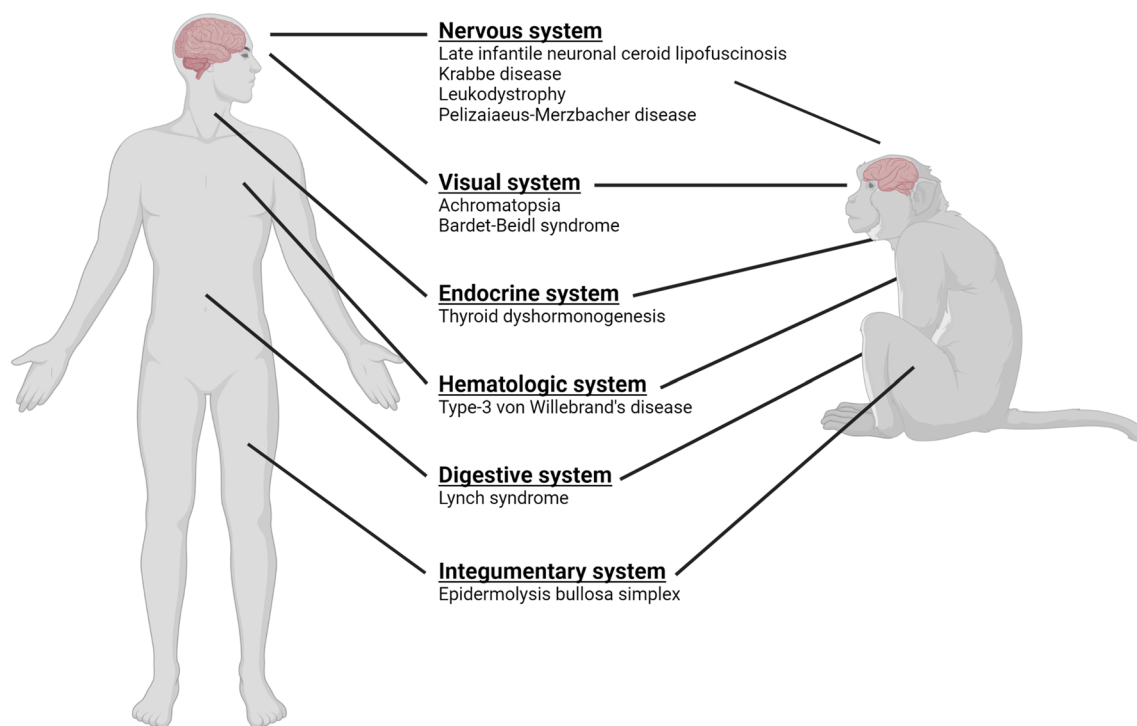 Nervous system
Late infantile neuronal ceroid lipofuscinosis
Krabbe disease
Leukodystrophy
Pelizaiaeus-Merzbacher disease
Visual system
Achromatopsia
Bardet-Beidl syndrome
Endocrine system
Thyroid dyshormonogenesis
Hematologic system
Type-3 von Willebrand's disease
Digestive system
Lynch syndrome
Integumentary system
Epidermolysis bullosa simplex